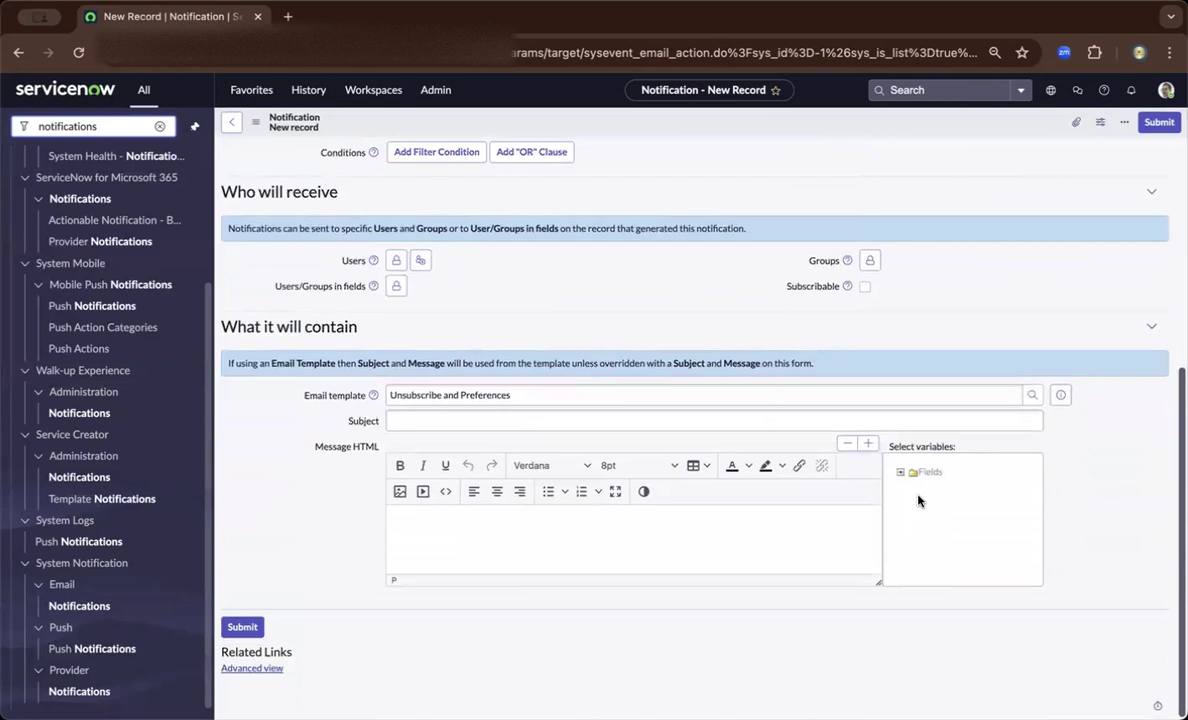 New Record | Notification | S
arams/target/sysevent_email_action.do%3Fsys_id%3D-1%26sys_is_list%3Dtrue%...
zm
servicenow
All
Favorites
History
Workspaces
Admin
Notification - New Record
Search
notifications
Notification
New record
Submit
System Health - Notificatio...
ServiceNow for Microsoft 365
Notifications
Actionable Notification - B...
Provider Notifications
System Mobile
Mobile Push Notifications
Push Notifications
Push Action Categories
Push Actions
Walk-up Experience
Administration
Notifications
Service Creator
Administration
Notifications
Template Notifications
System Logs
Push Notifications
System Notification
Email
Notifications
Push
Push Notifications
Provider
Notifications
Conditions
Add Filter Condition
Add "OR" Clause
Who will receive
Notifications can be sent to specific Users and Groups or to User/Groups in fields on the record that generated this notification.
Users
Groups
Users/Groups in fields
Subscribable
What it will contain
If using an Email Template then Subject and Message will be used from the template unless overridden with a Subject and Message on this form.
Email template
Unsubscribe and Preferences
Subject
Message HTML
Select variables:
B I U Verdana 8pt A
Fields
P
Submit
Related Links
Advanced view